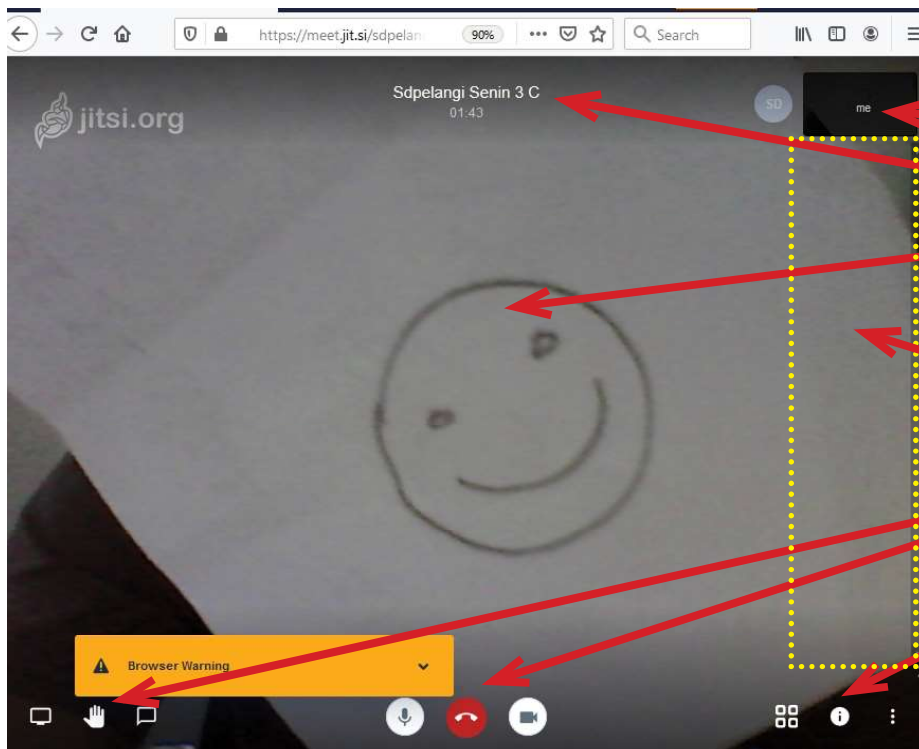 https://meet.jit.si/sdpelan
90%
Search
jitsi.org
Sdpelangi Senin 3 C
01:43
SD
me
Browser Warning